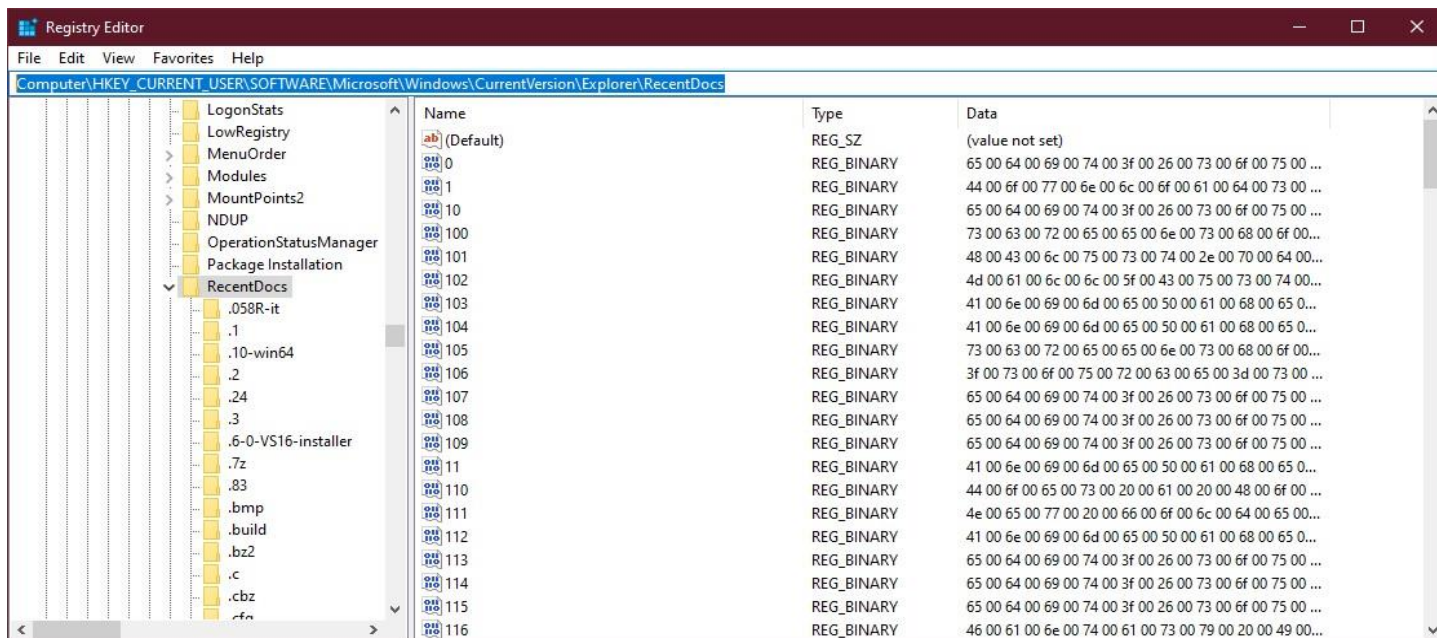 Registry Editor
File Edit View Favorites Help
Computer\HKEY_CURRENT_USER\SOFTWARE\Microsoft\Windows\CurrentVersion\Explorer\RecentDocs
LogonStats
LowRegistry
MenuOrder
Modules
MountPoints2
NDUP
OperationStatusManager
Package Installation
RecentDocs
.058R-it
.1
.10-win64
.2
.24
.3
.6-0-VS16-installer
.7z
.83
.bmp
.build
.bz2
.c
.cbz
.cfg
Name Type Data
(Default) REG_SZ (value not set)
0 REG_BINARY 65 00 64 00 69 00 74 00 3f 00 26 00 73 00 6f 00 75 00 ...
1 REG_BINARY 44 00 6f 00 77 00 6e 00 6c 00 6f 00 61 00 64 00 73 00 ...
10 REG_BINARY 65 00 64 00 69 00 74 00 3f 00 26 00 73 00 6f 00 75 00 ...
100 REG_BINARY 73 00 63 00 72 00 65 00 65 00 6e 00 73 00 68 00 6f 00...
101 REG_BINARY 48 00 43 00 6c 00 75 00 73 00 74 00 2e 00 70 00 64 00...
102 REG_BINARY 4d 00 61 00 6c 00 6c 00 5f 00 43 00 75 00 73 00 74 00...
103 REG_BINARY 41 00 6e 00 69 00 6d 00 65 00 50 00 61 00 68 00 65 0...
104 REG_BINARY 41 00 6e 00 69 00 6d 00 65 00 50 00 61 00 68 00 65 0...
105 REG_BINARY 73 00 63 00 72 00 65 00 65 00 6e 00 73 00 68 00 6f 00...
106 REG_BINARY 3f 00 73 00 6f 00 75 00 72 00 63 00 65 00 3d 00 73 00 ...
107 REG_BINARY 65 00 64 00 69 00 74 00 3f 00 26 00 73 00 6f 00 75 00 ...
108 REG_BINARY 65 00 64 00 69 00 74 00 3f 00 26 00 73 00 6f 00 75 00 ...
109 REG_BINARY 65 00 64 00 69 00 74 00 3f 00 26 00 73 00 6f 00 75 00 ...
11 REG_BINARY 41 00 6e 00 69 00 6d 00 65 00 50 00 61 00 68 00 65 0...
110 REG_BINARY 44 00 6f 00 65 00 73 00 20 00 61 00 20 00 48 00 6f 00 ...
111 REG_BINARY 4e 00 65 00 77 00 20 00 66 00 6f 00 6c 00 64 00 65 00...
112 REG_BINARY 41 00 6e 00 69 00 6d 00 65 00 50 00 61 00 68 00 65 0...
113 REG_BINARY 65 00 64 00 69 00 74 00 3f 00 26 00 73 00 6f 00 75 00 ...
114 REG_BINARY 65 00 64 00 69 00 74 00 3f 00 26 00 73 00 6f 00 75 00 ...
115 REG_BINARY 65 00 64 00 69 00 74 00 3f 00 26 00 73 00 6f 00 75 00 ...
116 REG_BINARY 46 00 61 00 6e 00 74 00 61 00 73 00 79 00 20 00 49 00...